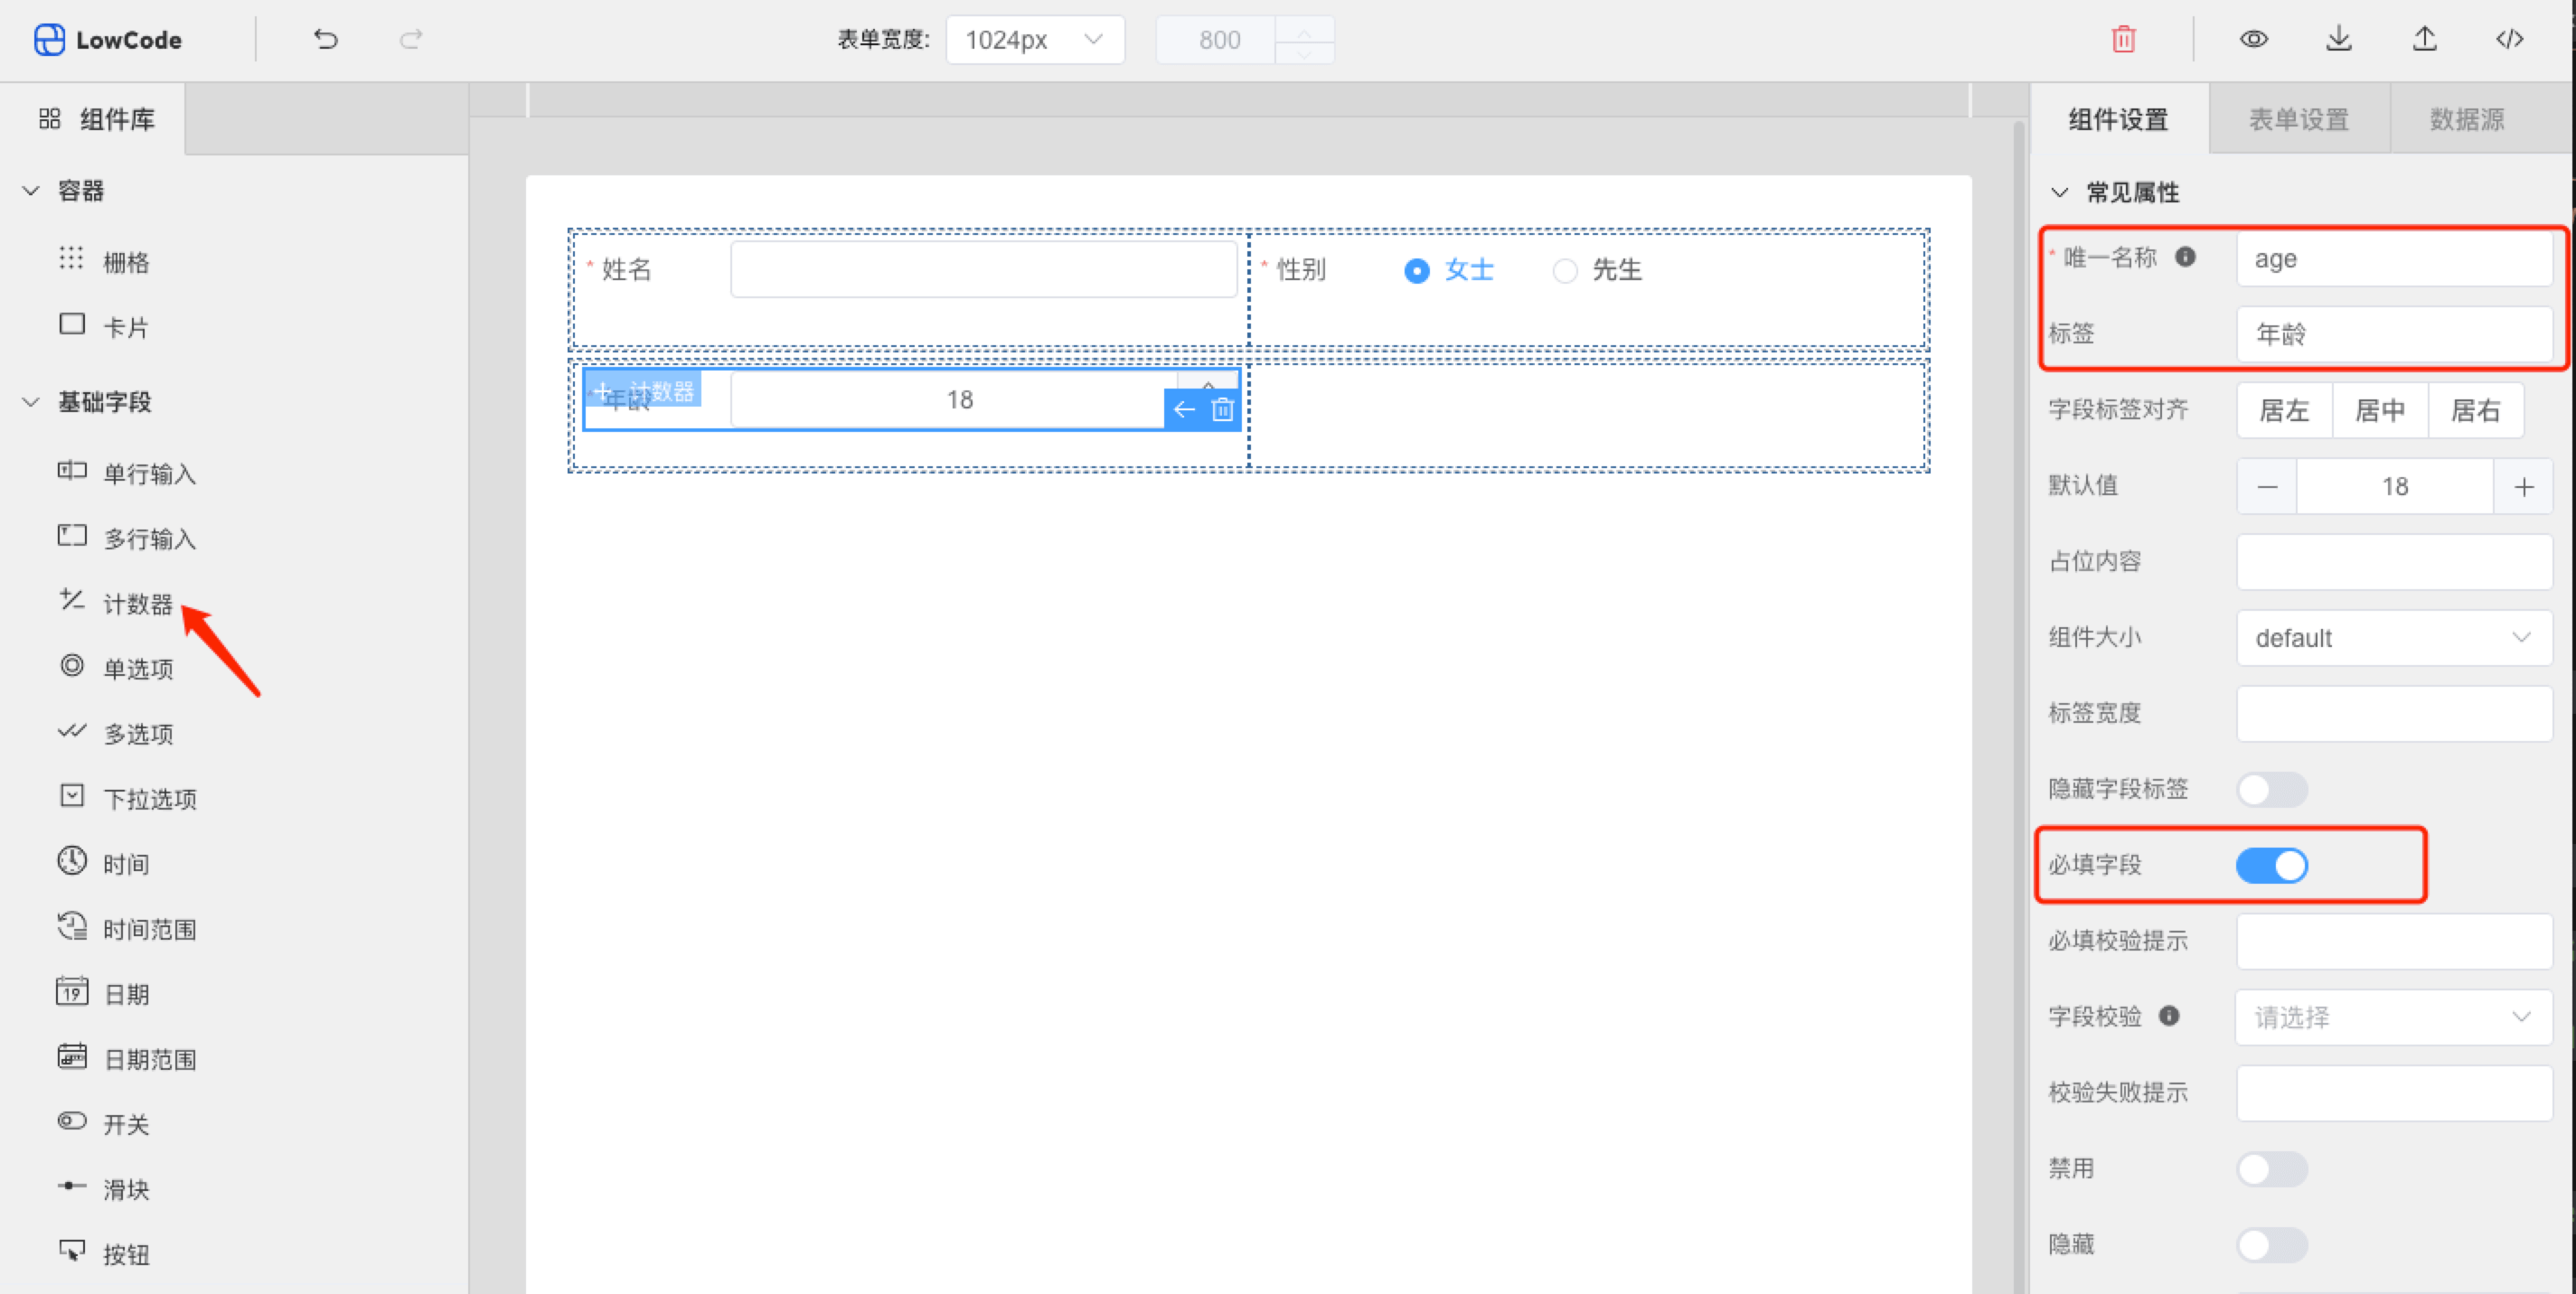 LowCode
表单宽度:
1024px
800
组件库
容器
栅格
卡片
基础字段
单行输入
多行输入
计数器
单选项
多选项
下拉选项
时间
时间范围
19
日期
日期范围
开关
滑块
按钮
* 姓名
* 性别
女士
先生
* 年龄
计数器
18
组件设置
表单设置
数据源
常见属性
* 唯一名称
age
标签
年龄
字段标签对齐
居左
居中
居右
默认值
18
占位内容
组件大小
default
标签宽度
隐藏字段标签
必填字段
必填校验提示
字段校验
请选择
校验失败提示
禁用
隐藏